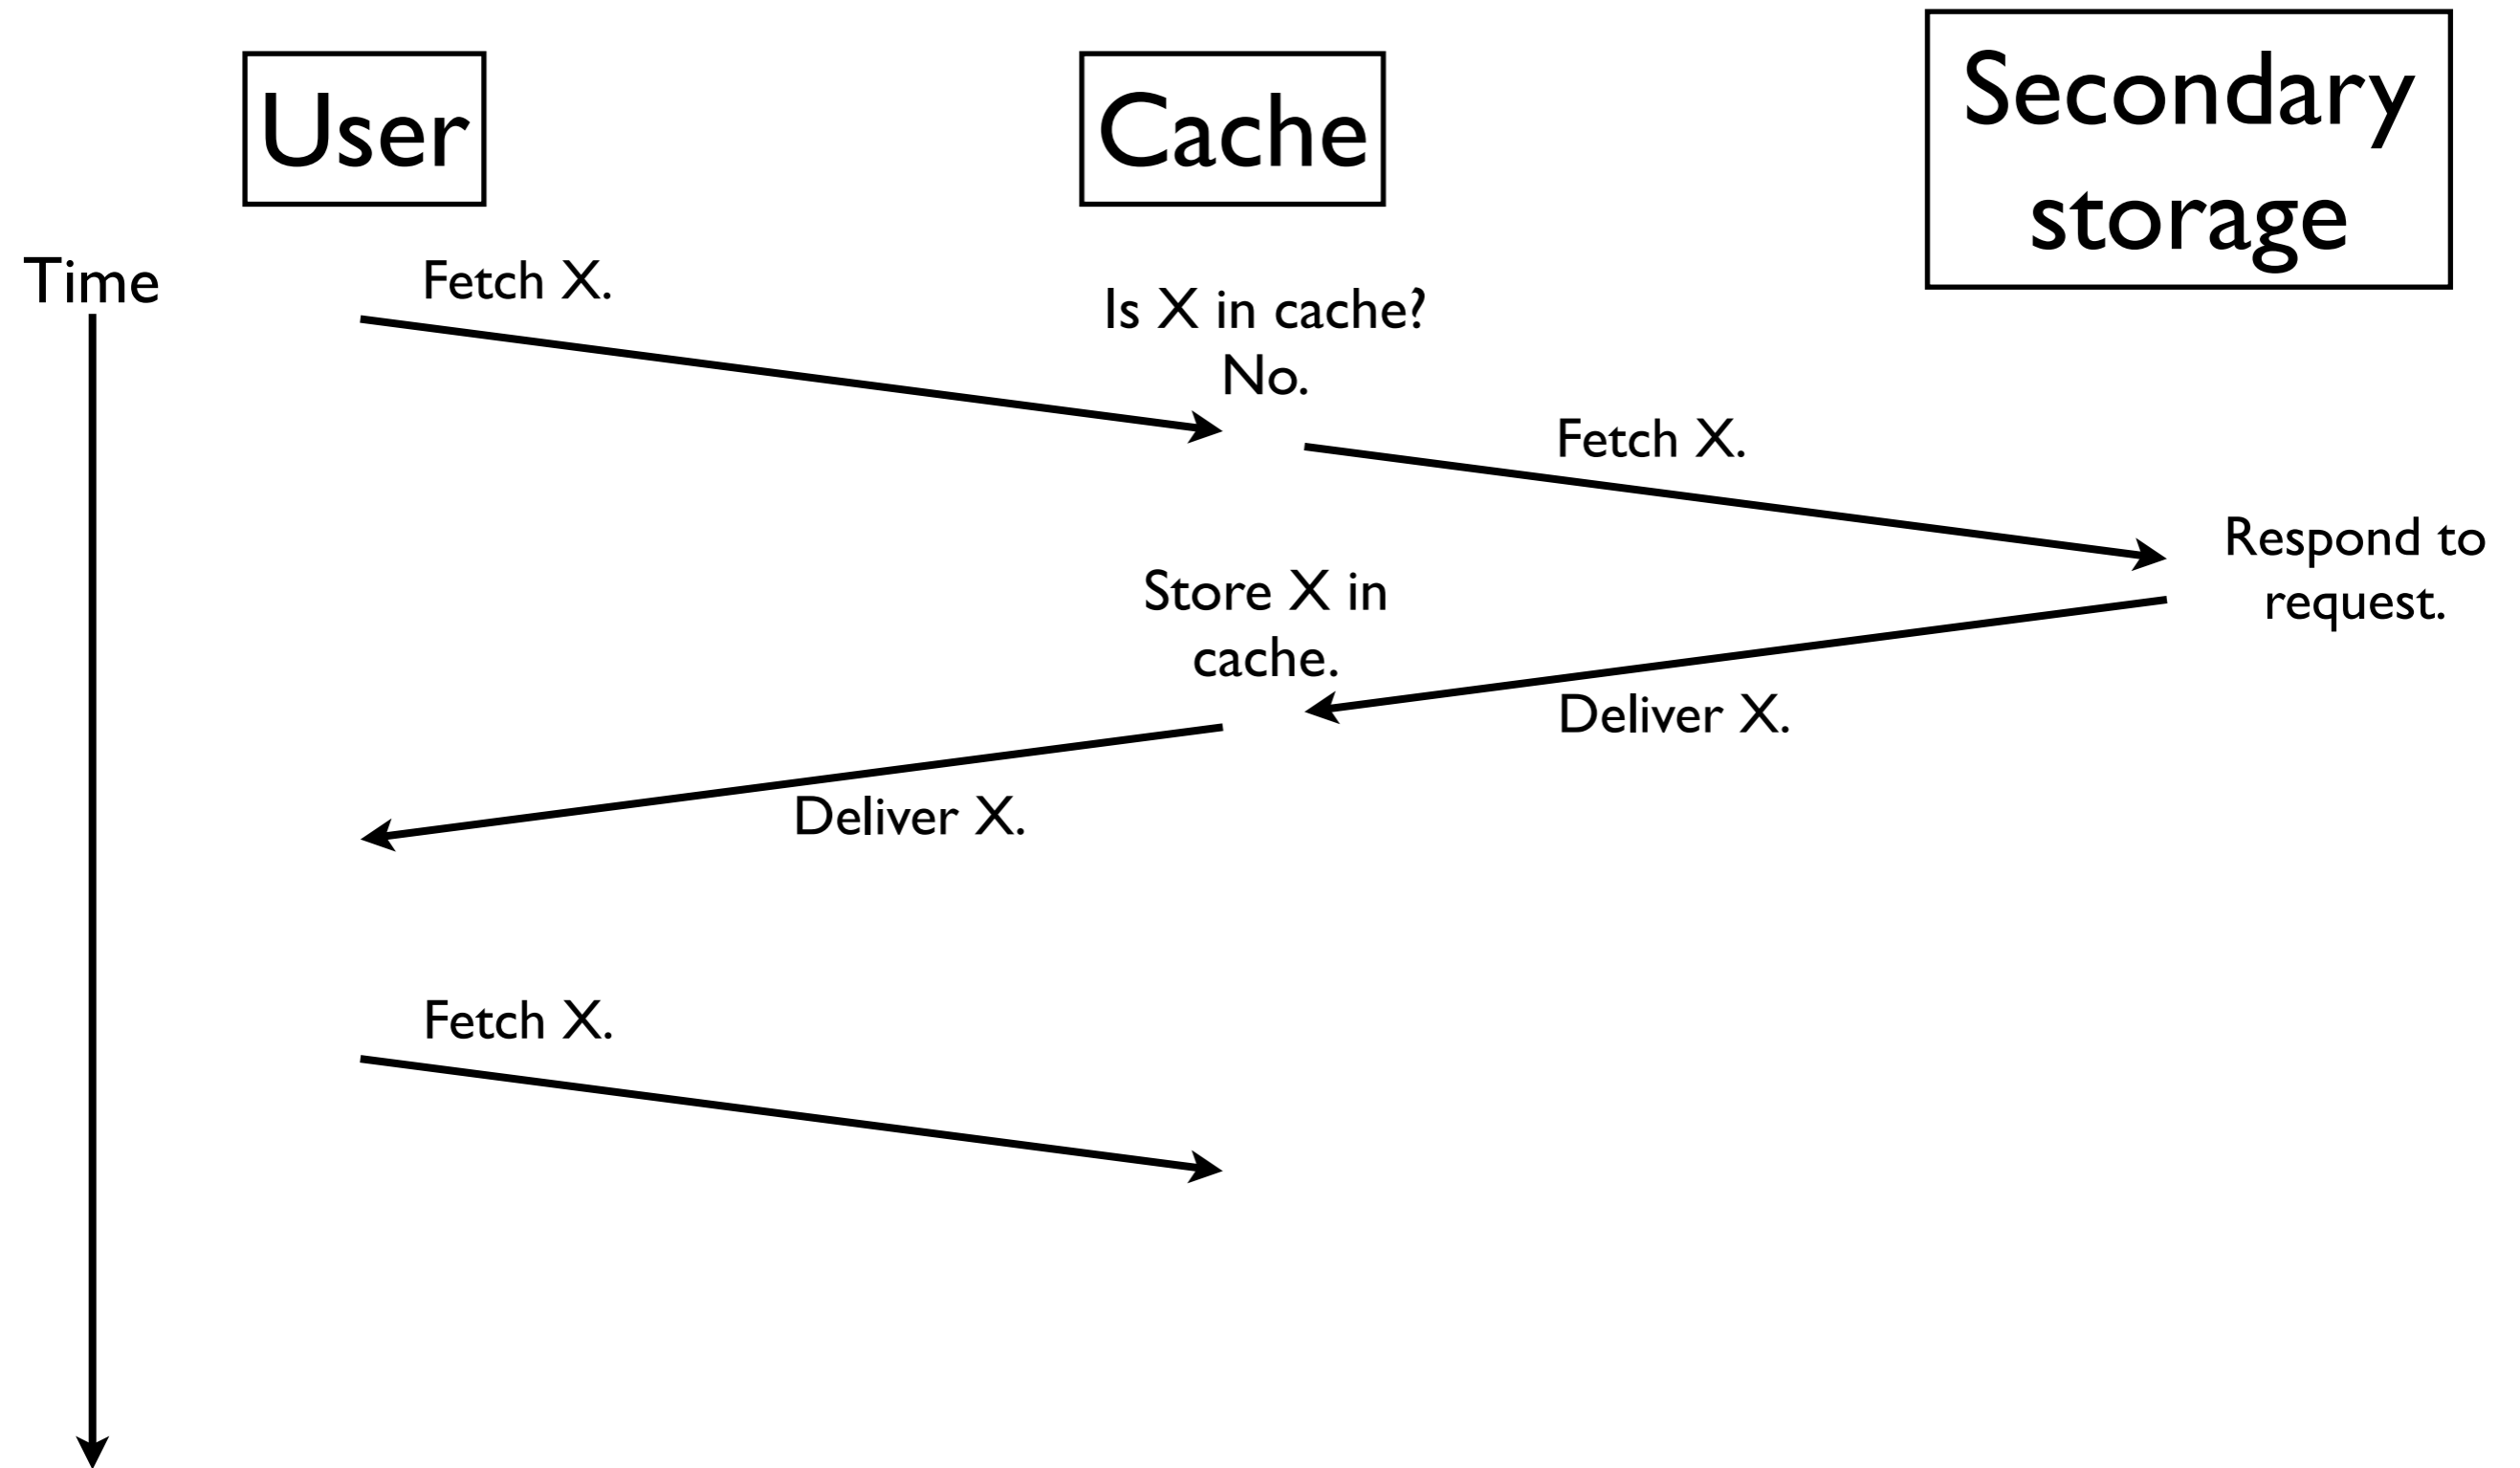 User
Cache
Secondary
storage
Time
Fetch X.
Is X in cache?
No.
Fetch X.
Respond to
request.
Store X in
cache.
Deliver X.
Deliver X.
Fetch X.